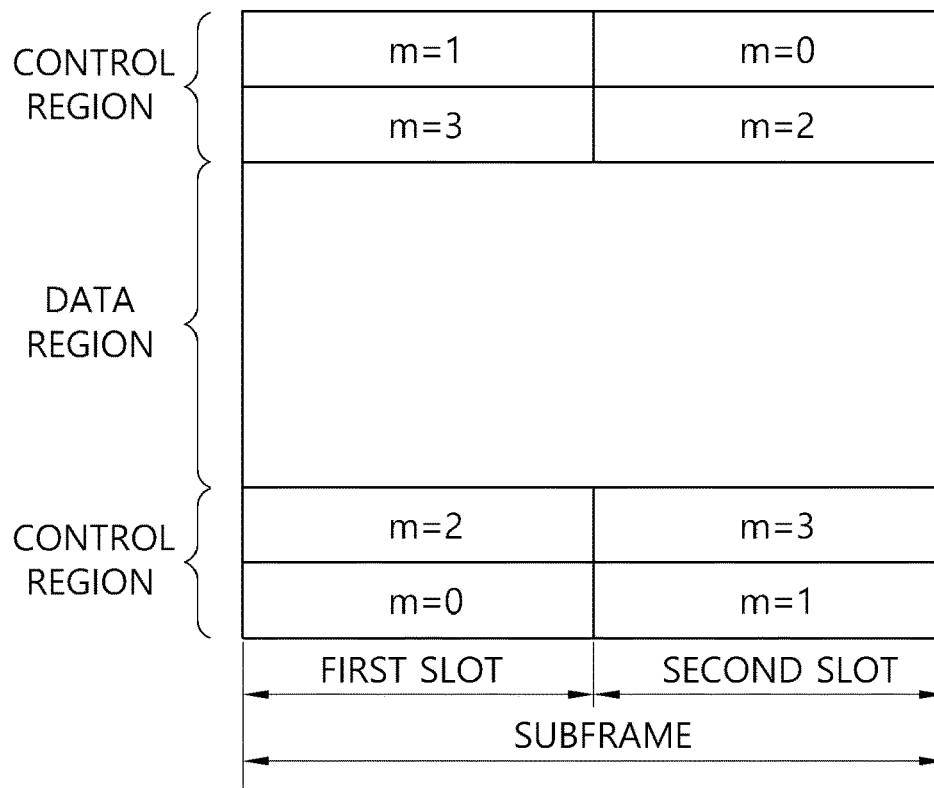 CONTROL
REGION
m=1
m=0
m=3
m=2
DATA
REGION
CONTROL
REGION
m=2
m=3
m=0
m=1
FIRST SLOT
SECOND SLOT
SUBFRAME